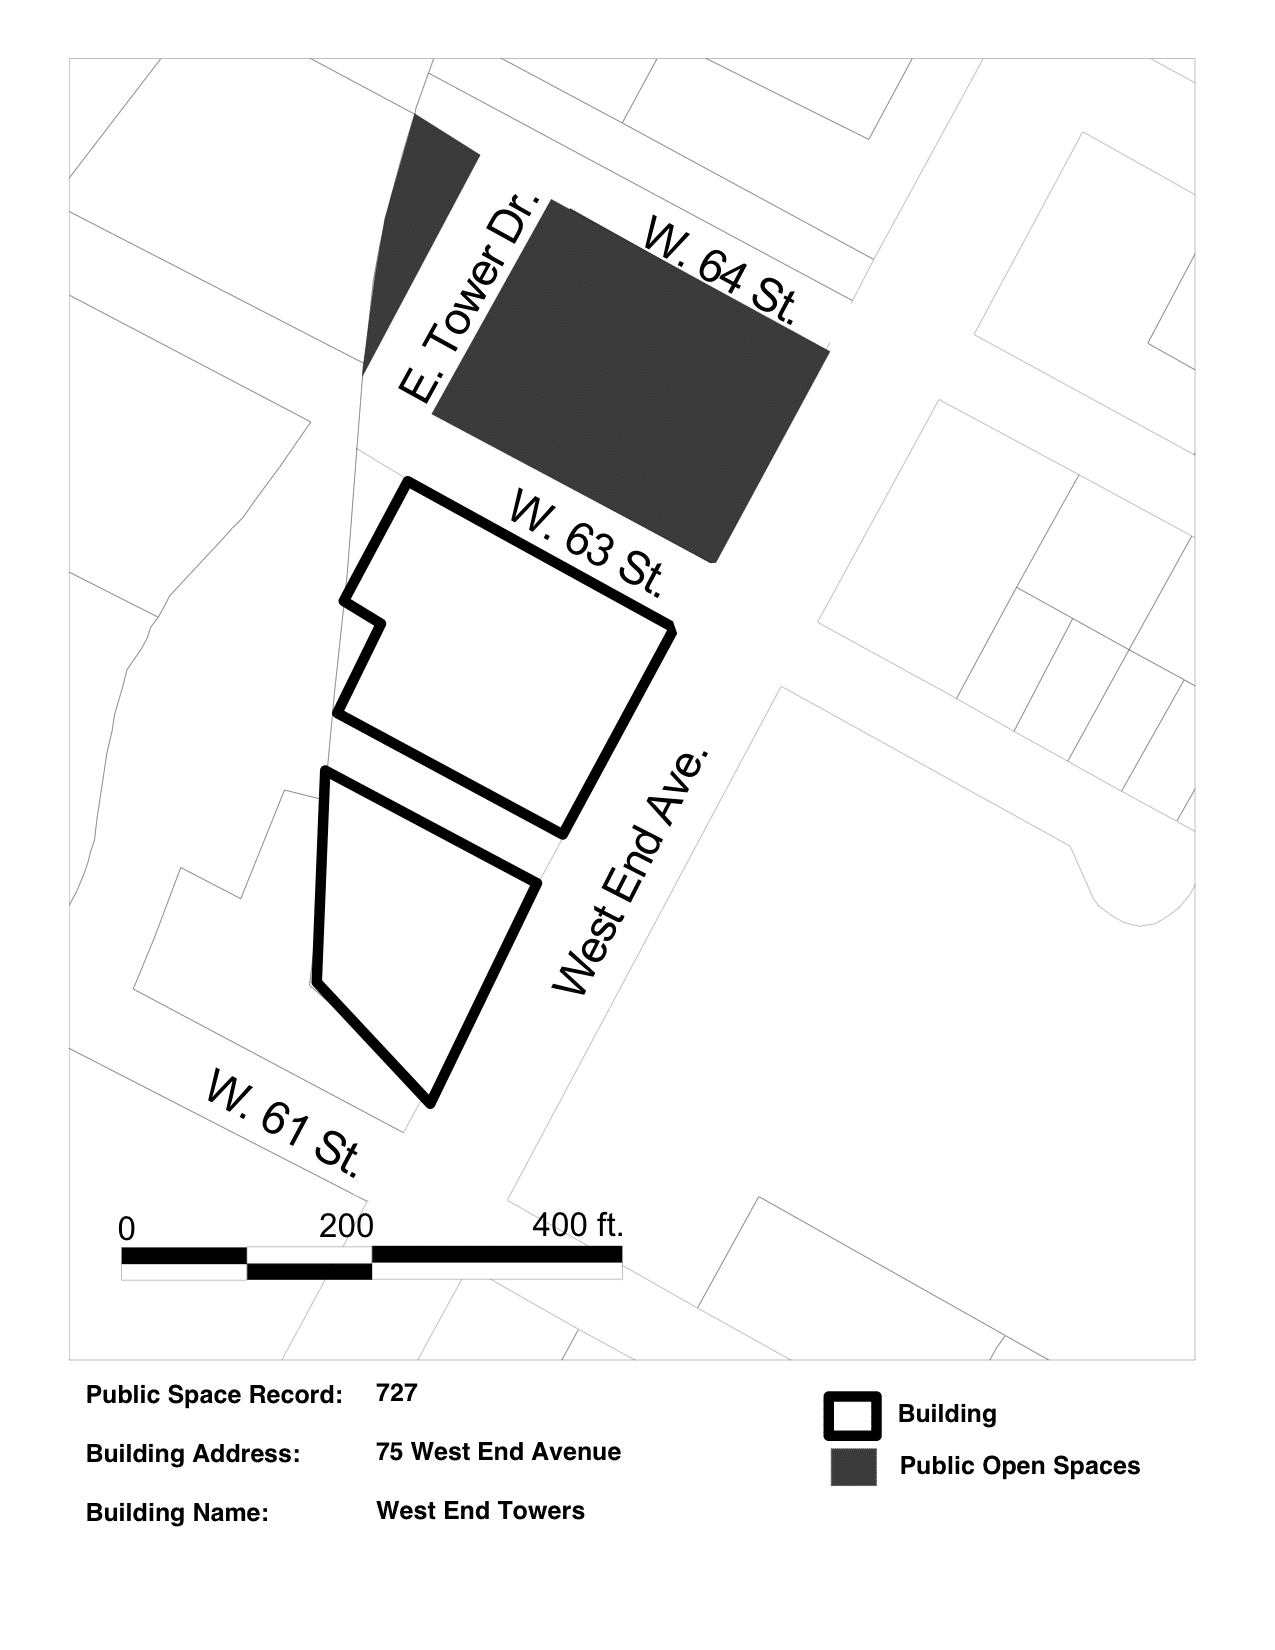 E. Tower Dr.
W. 64 St.
W. 63 St.
West End Ave.
W. 61 St.
0 200 400 ft.
Public Space Record: 727
Building Address: 75 West End Avenue
Building Name: West End Towers
Building
Public Open Spaces